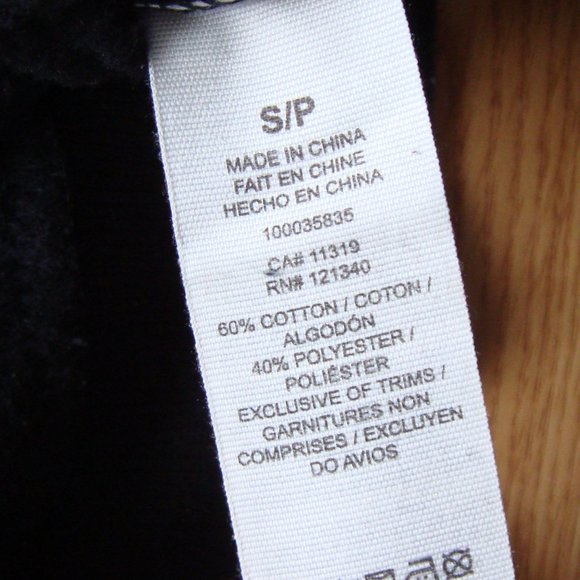 S/P
MADE IN CHINA
FAIT EN CHINE
HECHO EN CHINA
100035835
CA# 11319
RN# 121340
60% COTTON / COTON /
ALGODÓN
40% POLYESTER /
POLIÉSTER
EXCLUSIVE OF TRIMS /
GARNITURES NON
COMPRISES / EXCLUYEN
DO AVIOS